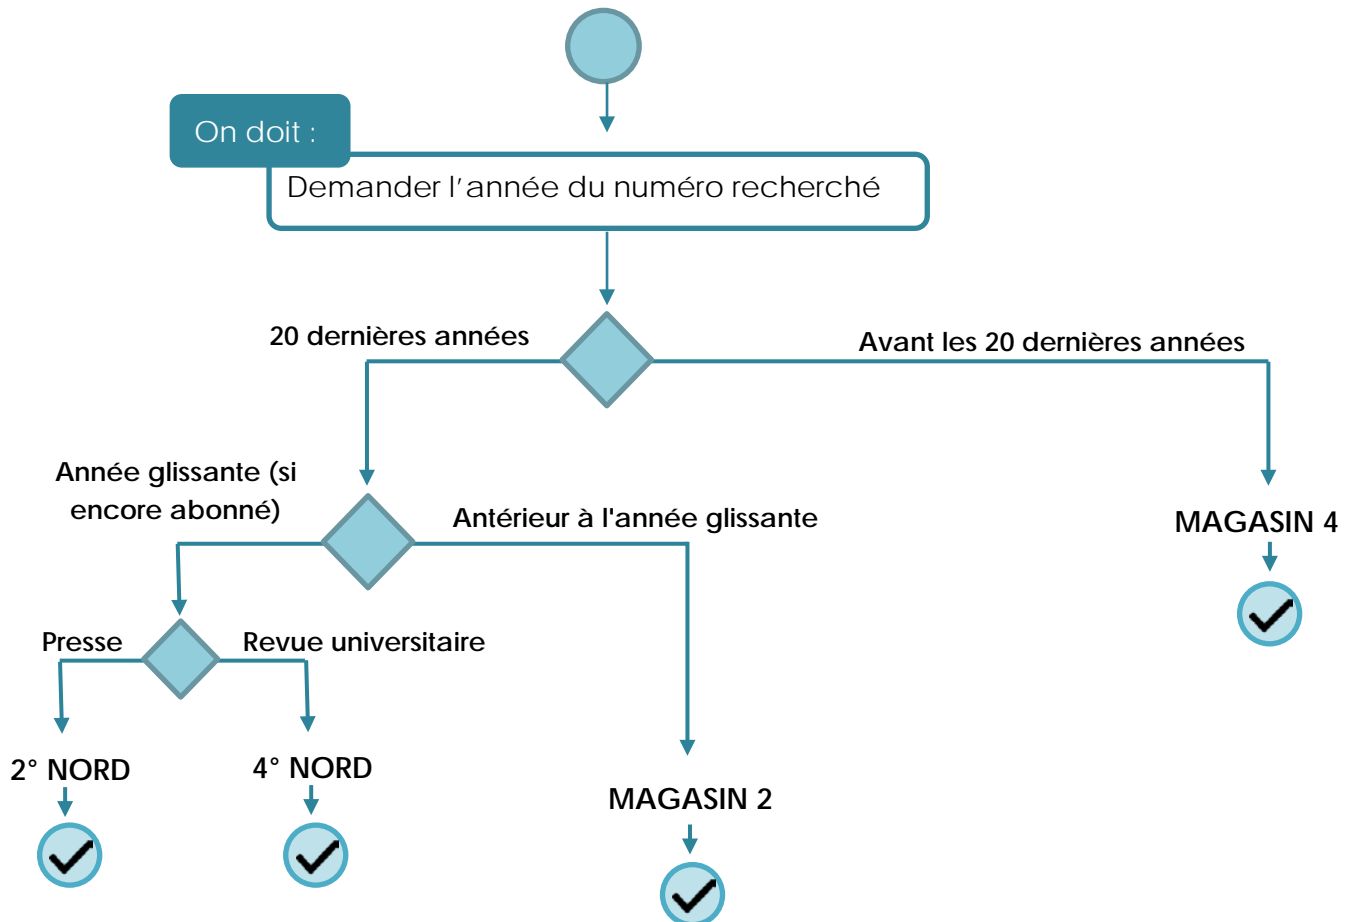 On doit :
Demander l'année du numéro recherché
20 dernières années
Avant les 20 dernières années
Année glissante (si
encore abonné)
Antérieur à l'année glissante
MAGASIN 4
Presse
Revue universitaire
2° NORD
4° NORD
MAGASIN 2